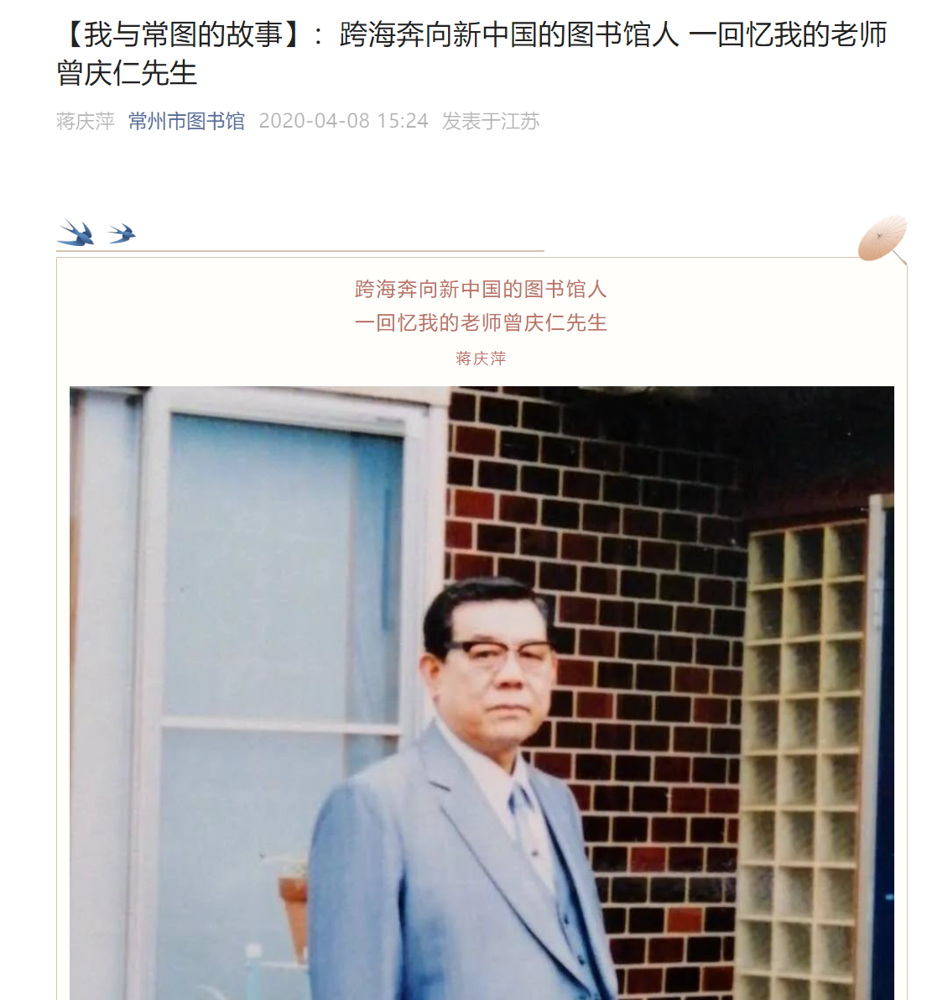 【我与常图的故事】：跨海奔向新中国的图书馆人 一回忆我的老师
曾庆仁先生
蒋庆萍 常州市图书馆 2020-04-08 15:24 发表于江苏
跨海奔向新中国的图书馆人
一回忆我的老师曾庆仁先生
蒋庆萍